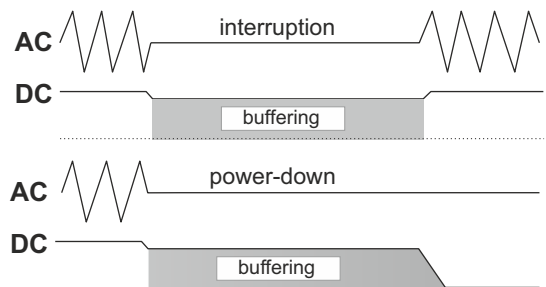 interruption
AC
DC
buffering
power-down
AC
DC
buffering